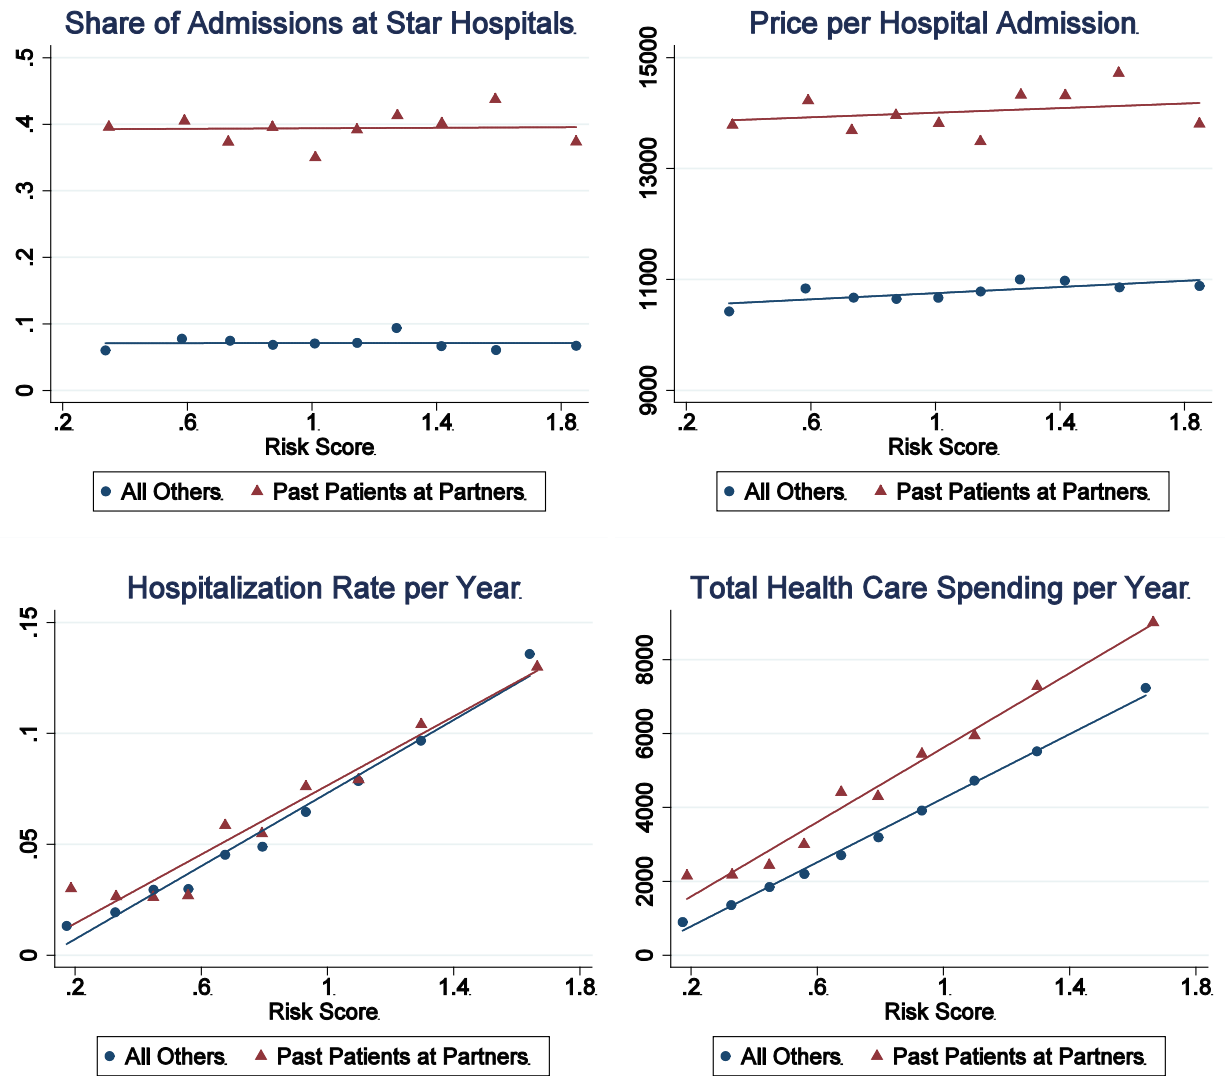 Share of Admissions at Star Hospitals.
.5
.4
.3
.2
.1
0
.2.
.6.
1.
1.4.
1.8.
Risk Score.
All Others.
Past Patients at Partners.
Price per Hospital Admission.
15000
13000
11000
9000
.2.
.6.
1.
1.4.
1.8.
Risk Score.
All Others.
Past Patients at Partners.
Hospitalization Rate per Year.
.15
.1
.05
0
.2.
.6.
1.
1.4.
1.8.
Risk Score.
All Others.
Past Patients at Partners.
Total Health Care Spending per Year.
8000
6000
4000
2000
0
.2.
.6.
1.
1.4.
1.8.
Risk Score.
All Others.
Past Patients at Partners.